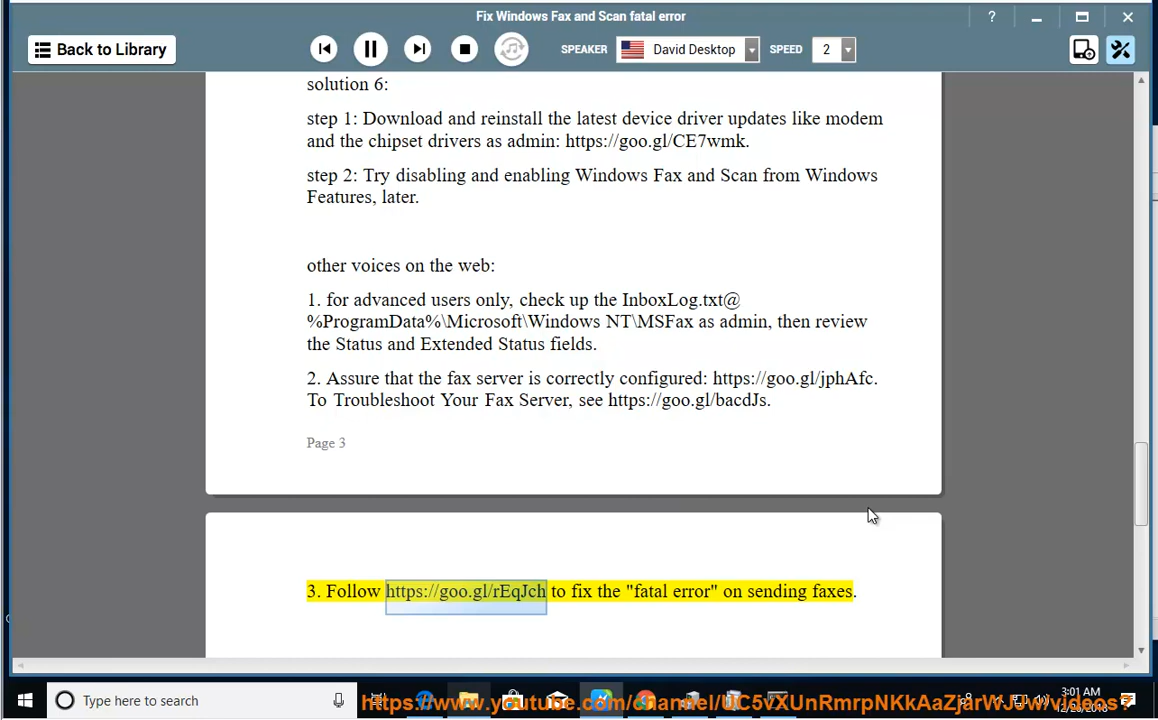 Fix Windows Fax and Scan fatal error
?
Back to Library
SPEAKER David Desktop SPEED 2
solution 6:
step 1: Download and reinstall the latest device driver updates like modem
and the chipset drivers as admin: https://goo.gl/CE7wmk.
step 2: Try disabling and enabling Windows Fax and Scan from Windows
Features, later.
other voices on the web:
1. for advanced users only, check up the InboxLog.txt@
%ProgramData%\Microsoft\Windows NT\MSFax as admin, then review
the Status and Extended Status fields.
2. Assure that the fax server is correctly configured: https://goo.gl/jphAfc.
To Troubleshoot Your Fax Server, see https://goo.gl/bacdJs.
Page 3
3. Follow https://goo.gl/rEqJch to fix the "fatal error" on sending faxes.
Type here to search
3:01 AM